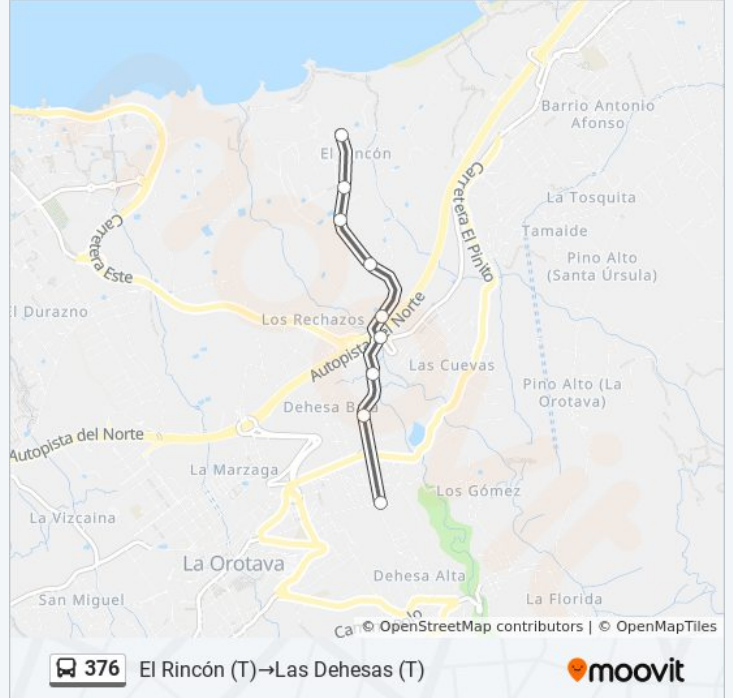 Barrio Antonio
Afonso
El Rincón
Carretera El Pinito
La Tosquita
Tamaide
Pino Alto
(Santa Úrsula)
Carretera Este
El Durazno
Los Rechazos
Autopista del Norte
Las Cuevas
Pino Alto (La
Orotava)
Dehesa Baja
Autopista del Norte
La Marzaga
Los Gómez
La Vizcaina
La Orotava
Dehesa Alta
San Miguel
La Florida
© OpenStreetMap contributors | © OpenMapTiles
376 El Rincón (T)→Las Dehesas (T)
moovit